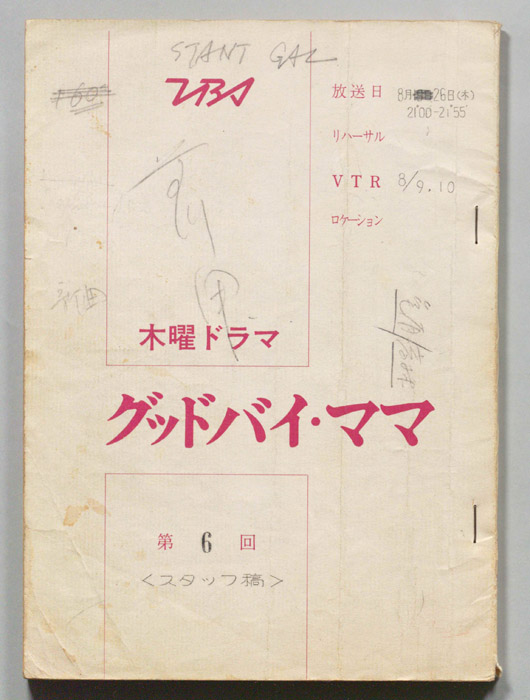 STANT GAL
TBS
放送日 8月26日(木)
21°00-21°55'
リハーサル
VTR 8/9.10
ロケーション
木曜ドラマ
グッドバイ・ママ
第6回
<スタッフ稿>